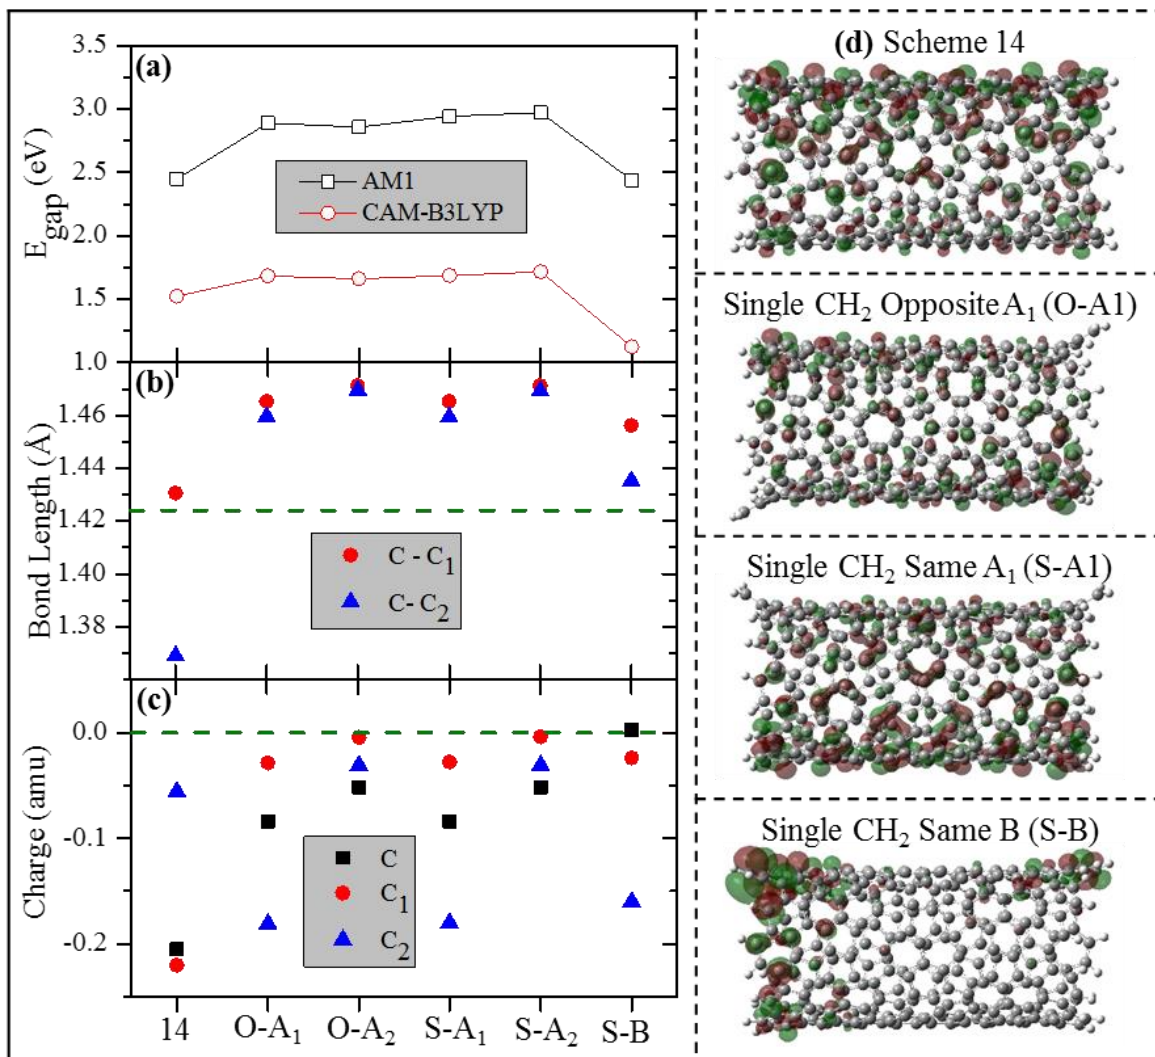 (a)
3.5
3.0
2.5
2.0
1.5
1.0
E_gap (eV)
AM1
CAM-B3LYP
(b)
1.46
1.44
1.42
1.40
1.38
Bond Length (Å)
C - C₁
C- C₂
(c)
0.0
-0.1
-0.2
Charge (amu)
C
C₁
C₂
14 O-A₁ O-A₂ S-A₁ S-A₂ S-B
(d) Scheme 14
Single CH₂ Opposite A₁ (O-A1)
Single CH₂ Same A₁ (S-A1)
Single CH₂ Same B (S-B)